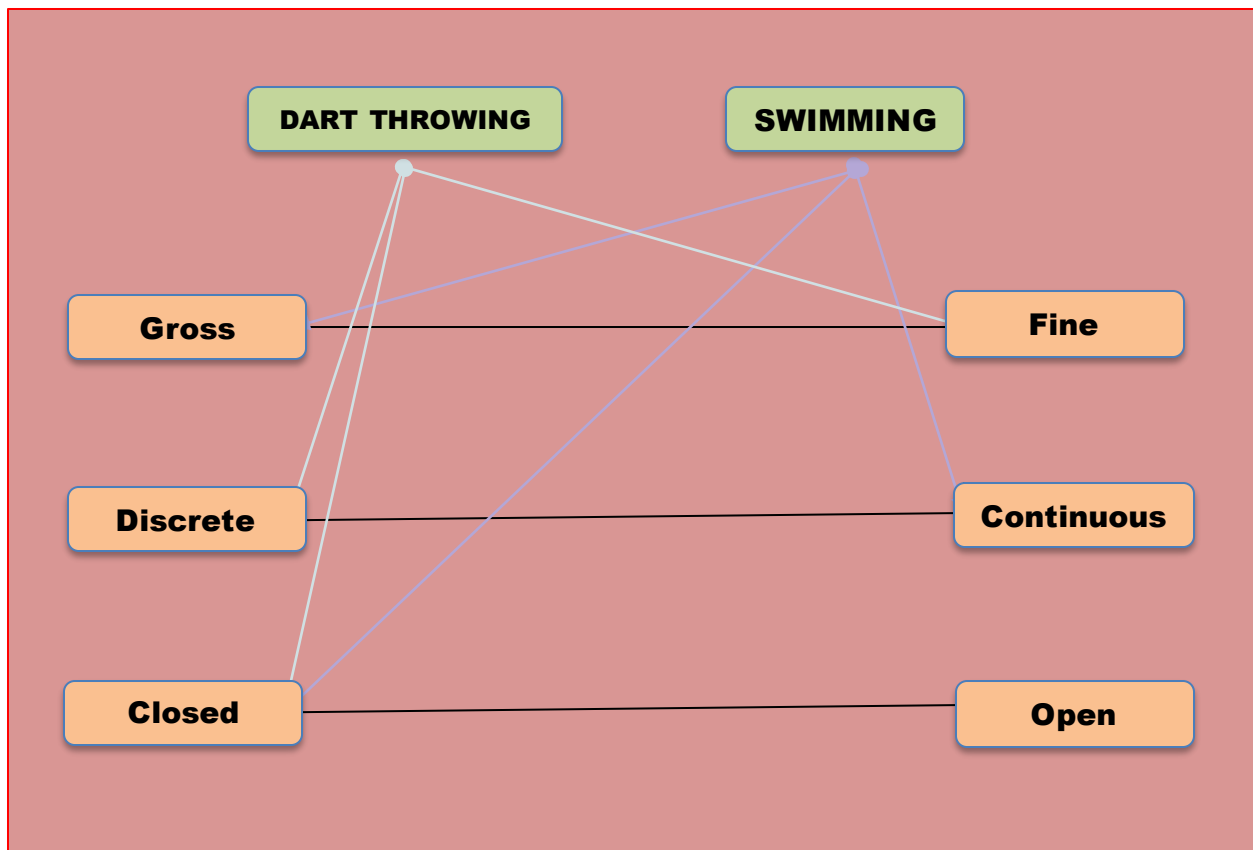 DART THROWING
SWIMMING
Gross
Fine
Discrete
Continuous
Closed
Open